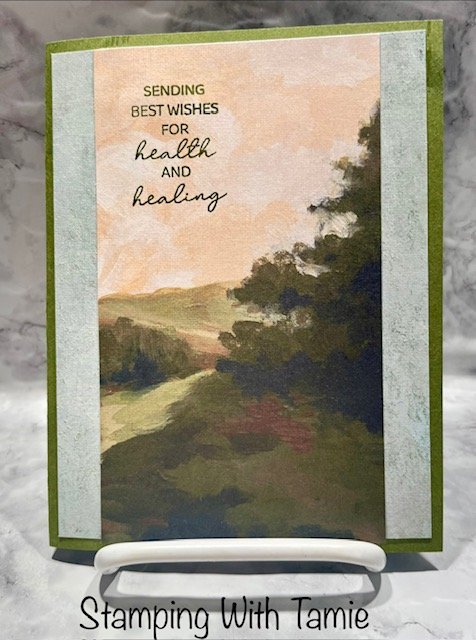 SENDING
BEST WISHES
FOR
health
AND
healing
Stamping With Tamie